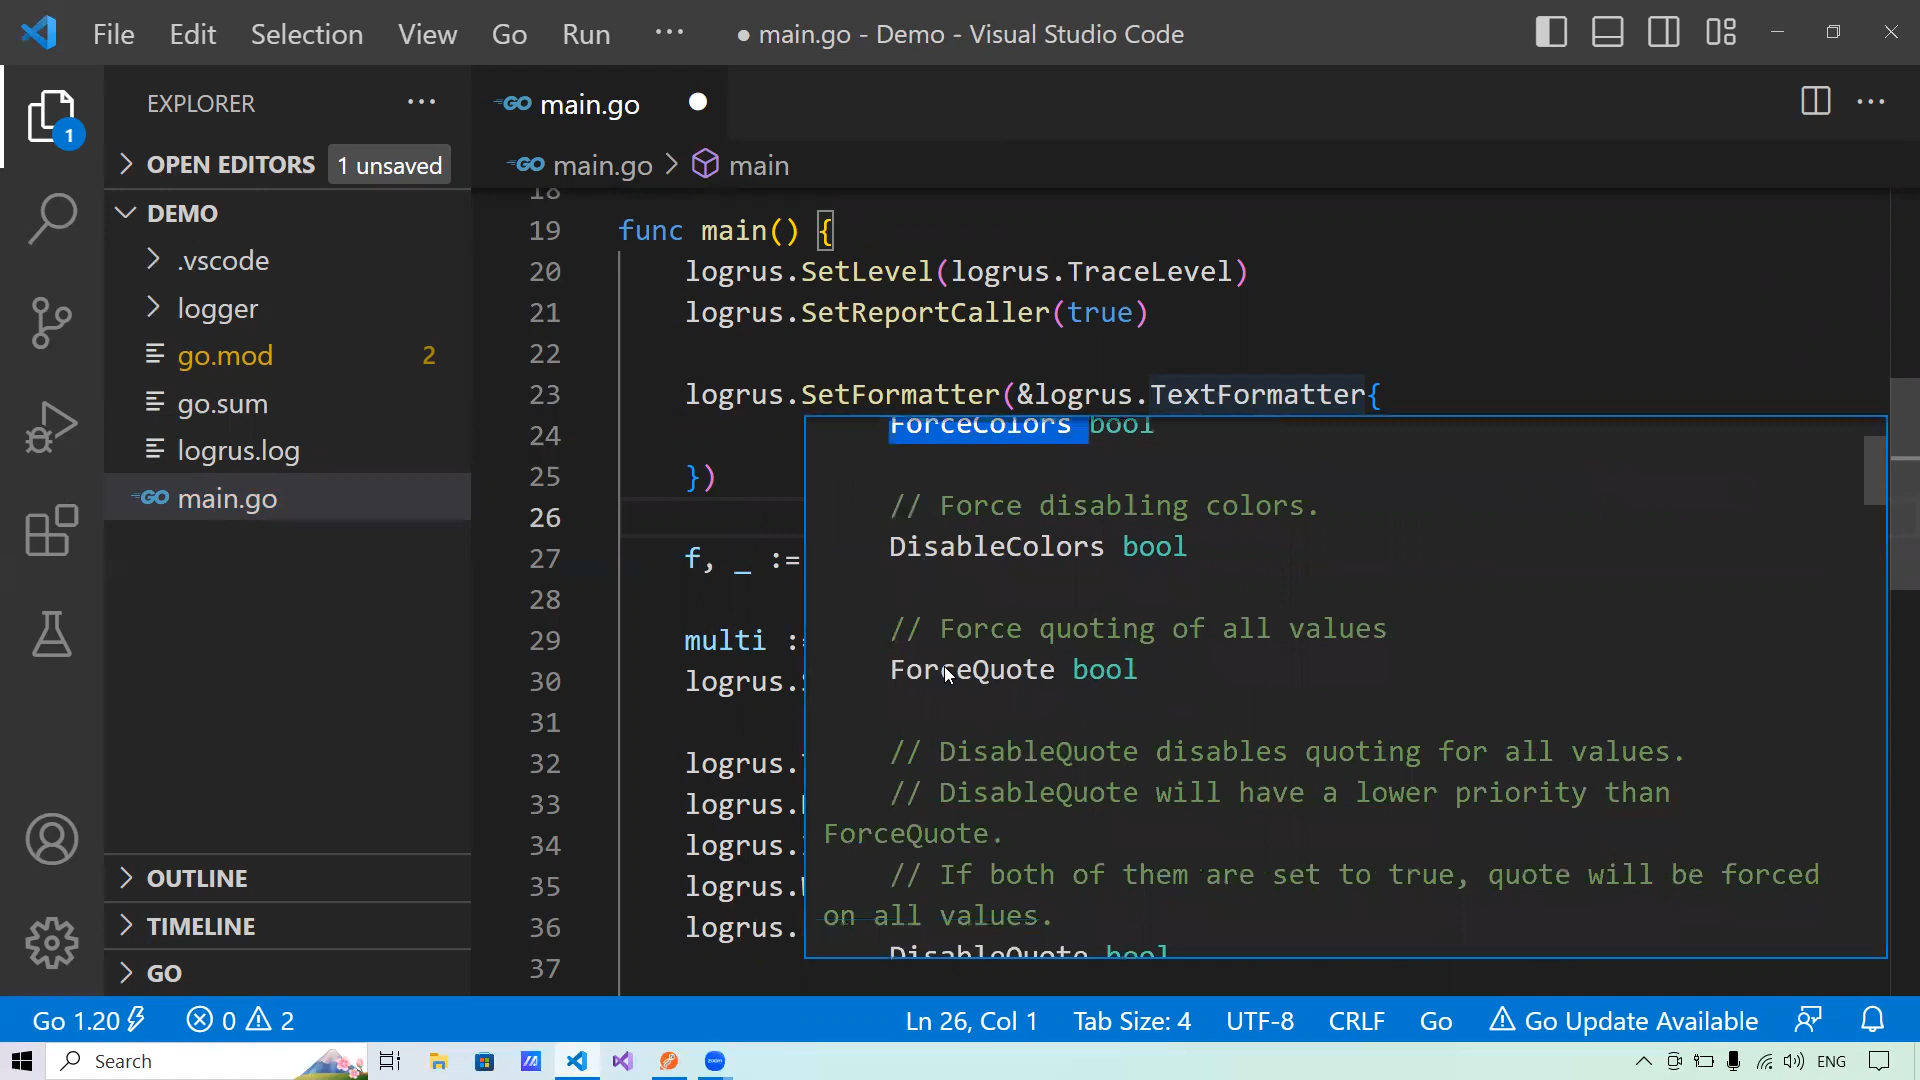 File Edit Selection View Go Run ··· ● main.go - Demo - Visual Studio Code
EXPLORER ···
OPEN EDITORS 1 unsaved
DEMO
.vscode
logger
go.mod 2
go.sum
logrus.log
GO main.go
OUTLINE
TIMELINE
GO
1
GO main.go
GO main.go > main
18
19 func main() {
20 logrus.SetLevel(logrus.TraceLevel)
21 logrus.SetReportCaller(true)
22
23 logrus.SetFormatter(&logrus.TextFormatter{
24
25 })
26
27 f, _ :=
28
29 multi :
30 logrus.
31
32 logrus.
33 logrus.
34 logrus.
35 logrus.
36 logrus.
37
ForceColors bool
// Force disabling colors.
DisableColors bool
// Force quoting of all values
ForceQuote bool
// DisableQuote disables quoting for all values.
// DisableQuote will have a lower priority than
ForceQuote.
// If both of them are set to true, quote will be forced
on all values.
DisableQuote bool
Go 1.20 0 2 Ln 26, Col 1 Tab Size: 4 UTF-8 CRLF Go Go Update Available
Search zoom ENG